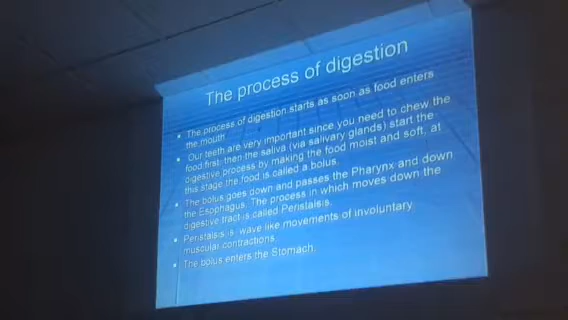 The process of digestion
The process of digestion starts as soon as food enters
the mouth
Our teeth are very important since you need to chew the
food first, then the saliva (via salivary glands) start the
digestive process by making the food moist and soft, at
this stage the food is called a bolus.
The bolus goes down and passes the Pharynx and down
the Esophagus. The process in which moves down the
digestive tract is called Peristalsis.
Peristalsis is: wave like movements of involuntary
muscular contractions
The bolus enters the Stomach.